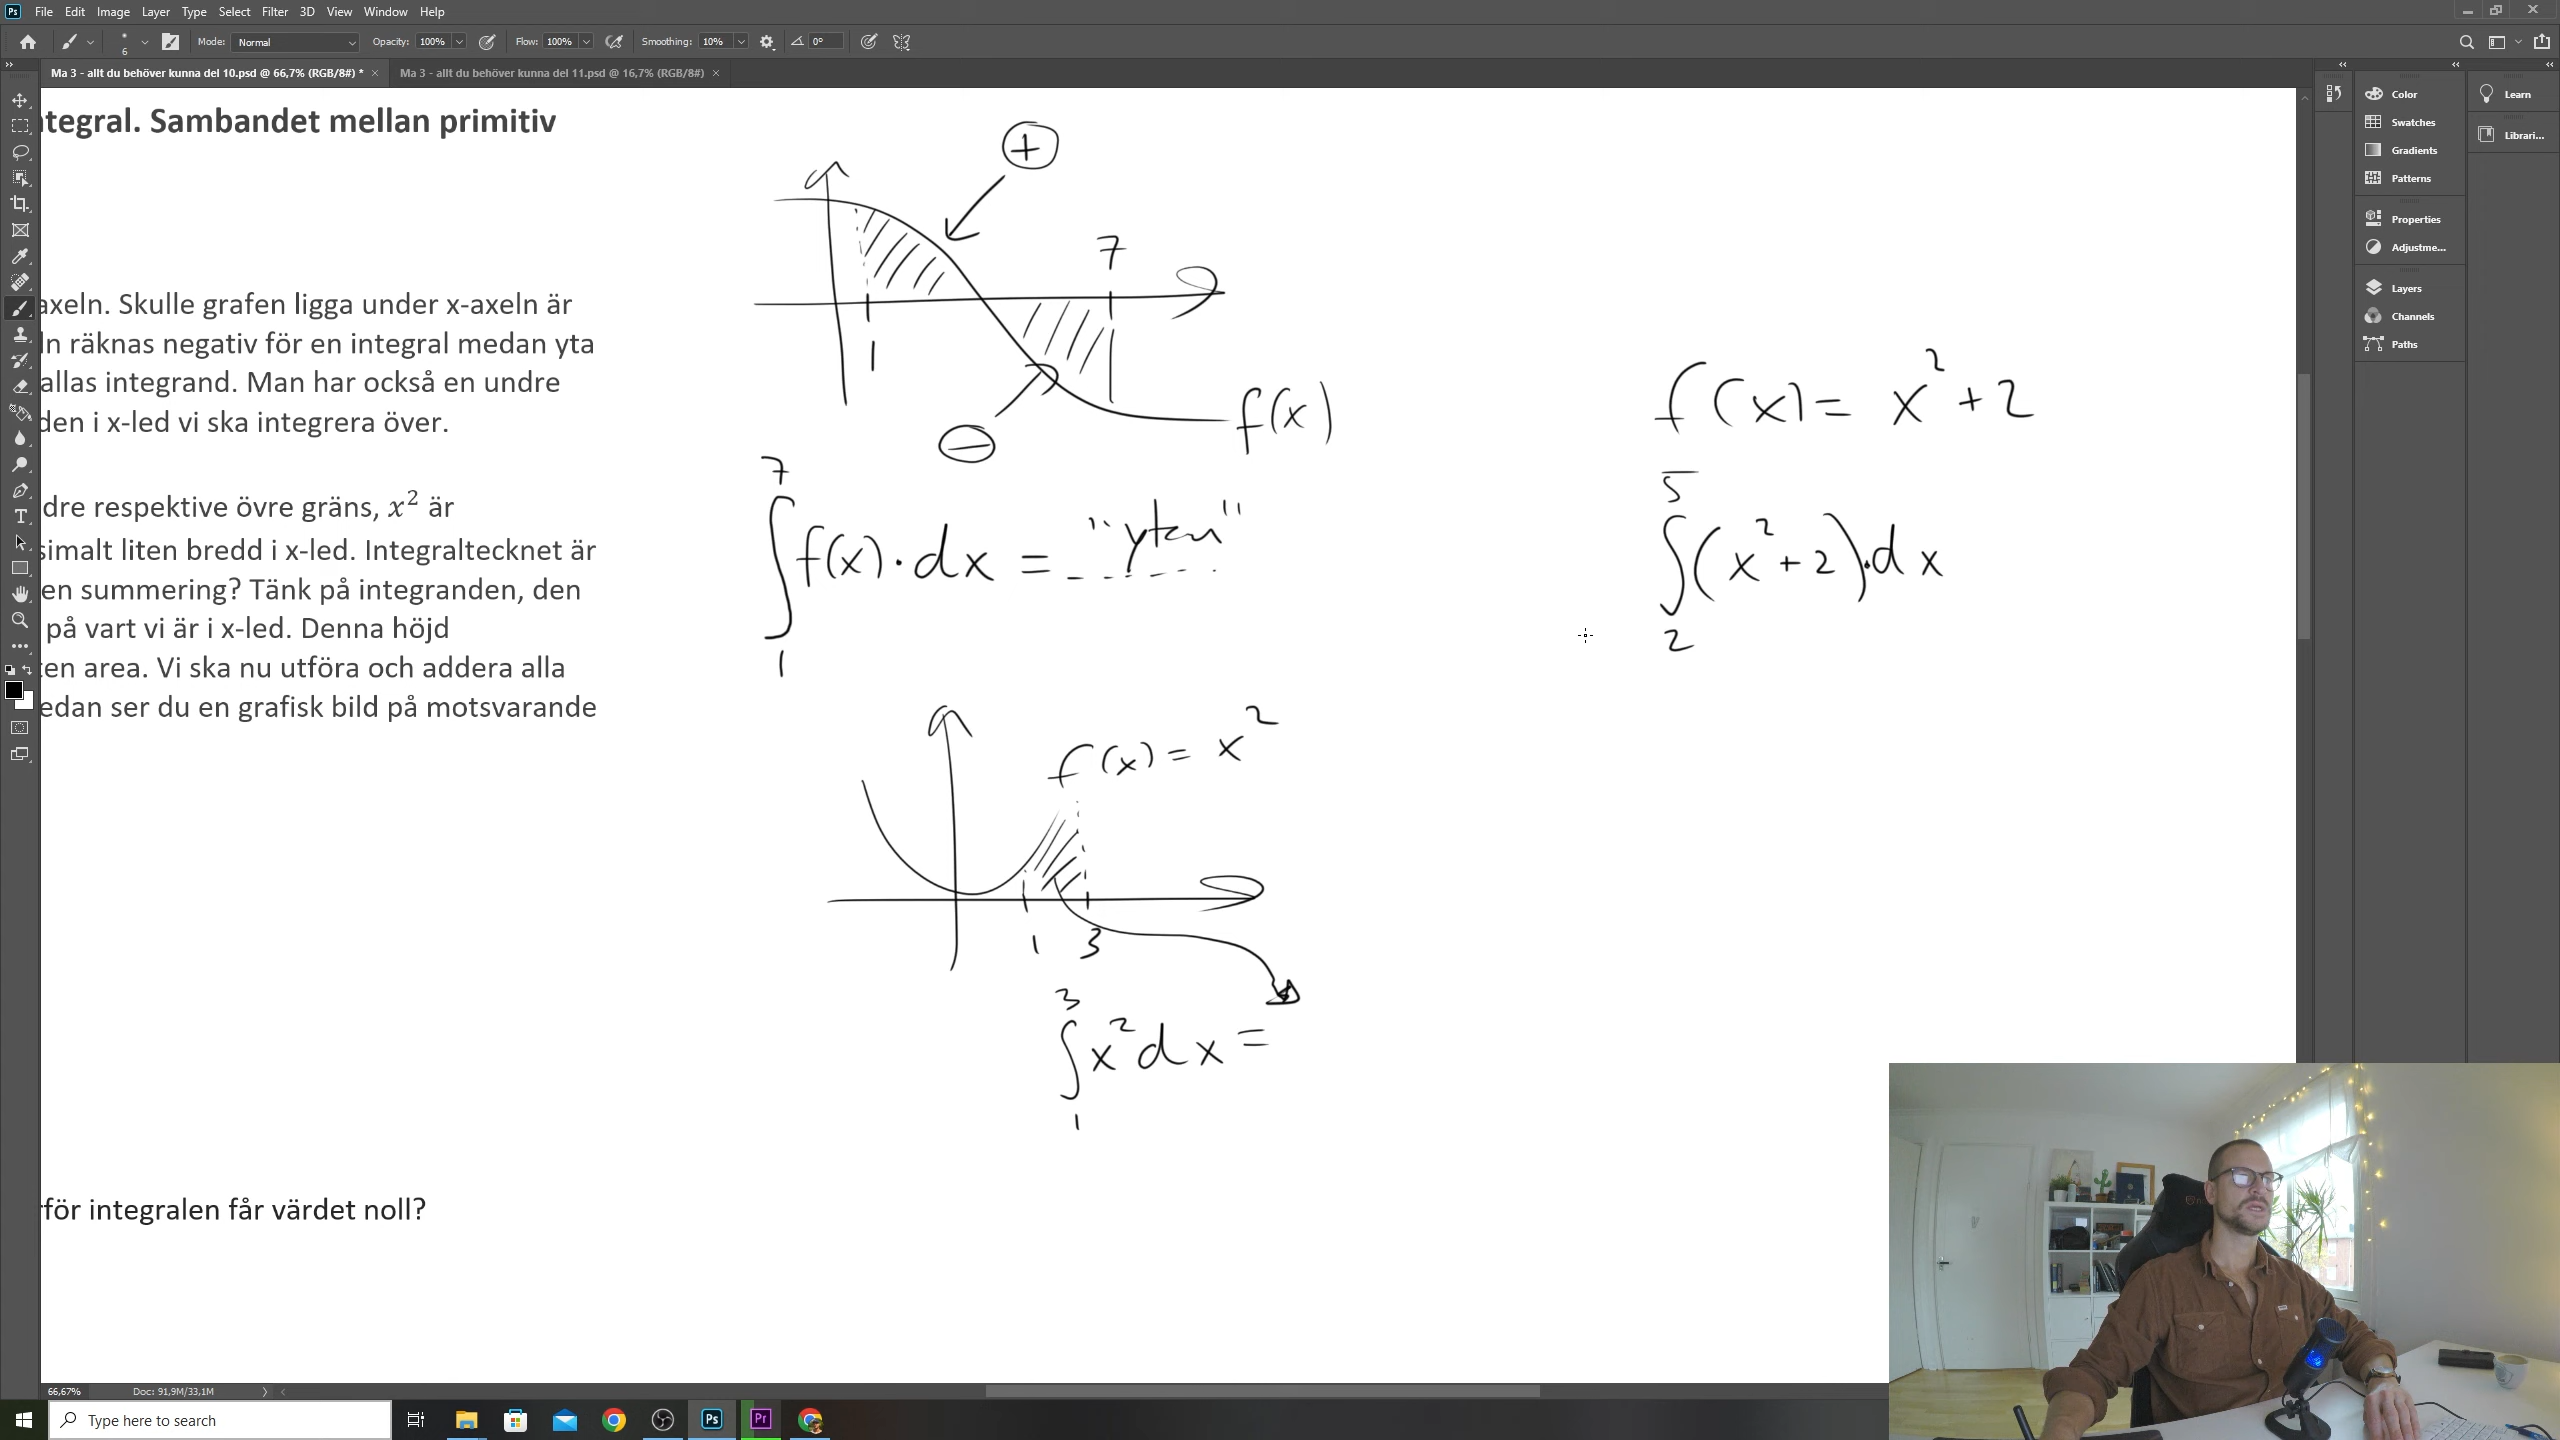 Ps File Edit Image Layer Type Select Filter 3D View Window Help
6 Mode: Normal Opacity: 100% Flow: 100% Smoothing: 10% 0°
Ma 3 - allt du behöver kunna del 10.psd @ 66,7% (RGB/8#) * × Ma 3 - allt du behöver kunna del 11.psd @ 16,7% (RGB/8#) ×
ntegral. Sambandet mellan primitiv
axeln. Skulle grafen ligga under x-axeln är
ln räknas negativ för en integral medan yta
allas integrand. Man har också en undre
den i x-led vi ska integrera över.
dre respektive övre gräns, x² är
simalt liten bredd i x-led. Integraltecknet är
en summering? Tänk på integranden, den
på vart vi är i x-led. Denna höjd
en area. Vi ska nu utföra och addera alla
edan ser du en grafisk bild på motsvarande
för integralen får värdet noll?
+
7
1
−
f(x)
7
∫ f(x)·dx = "ytan"
1
f(x) = x²
1 3
3
∫ x² dx =
1
f(x) = x² + 2
5
∫ (x² + 2)·dx
2
Color
Swatches
Gradients
Patterns
Properties
Adjustme...
Layers
Channels
Paths
Learn
Librari...
66,67% Doc: 91,9M/33,1M
Type here to search
Ps Pr